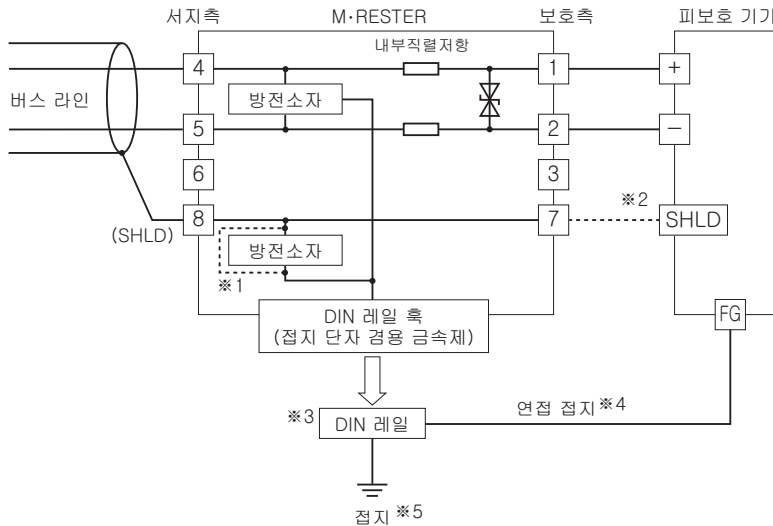 서지측
M·RESTER
보호측
피보호 기기
내부직렬저항
4
1
+
버스 라인
방전소자
5
2
−
6
3
※2
(SHLD)
8
7
SHLD
방전소자
※1
DIN 레일 훅
(접지 단자 겸용 금속제)
FG
※3
DIN 레일
연접 접지※4
접지※5